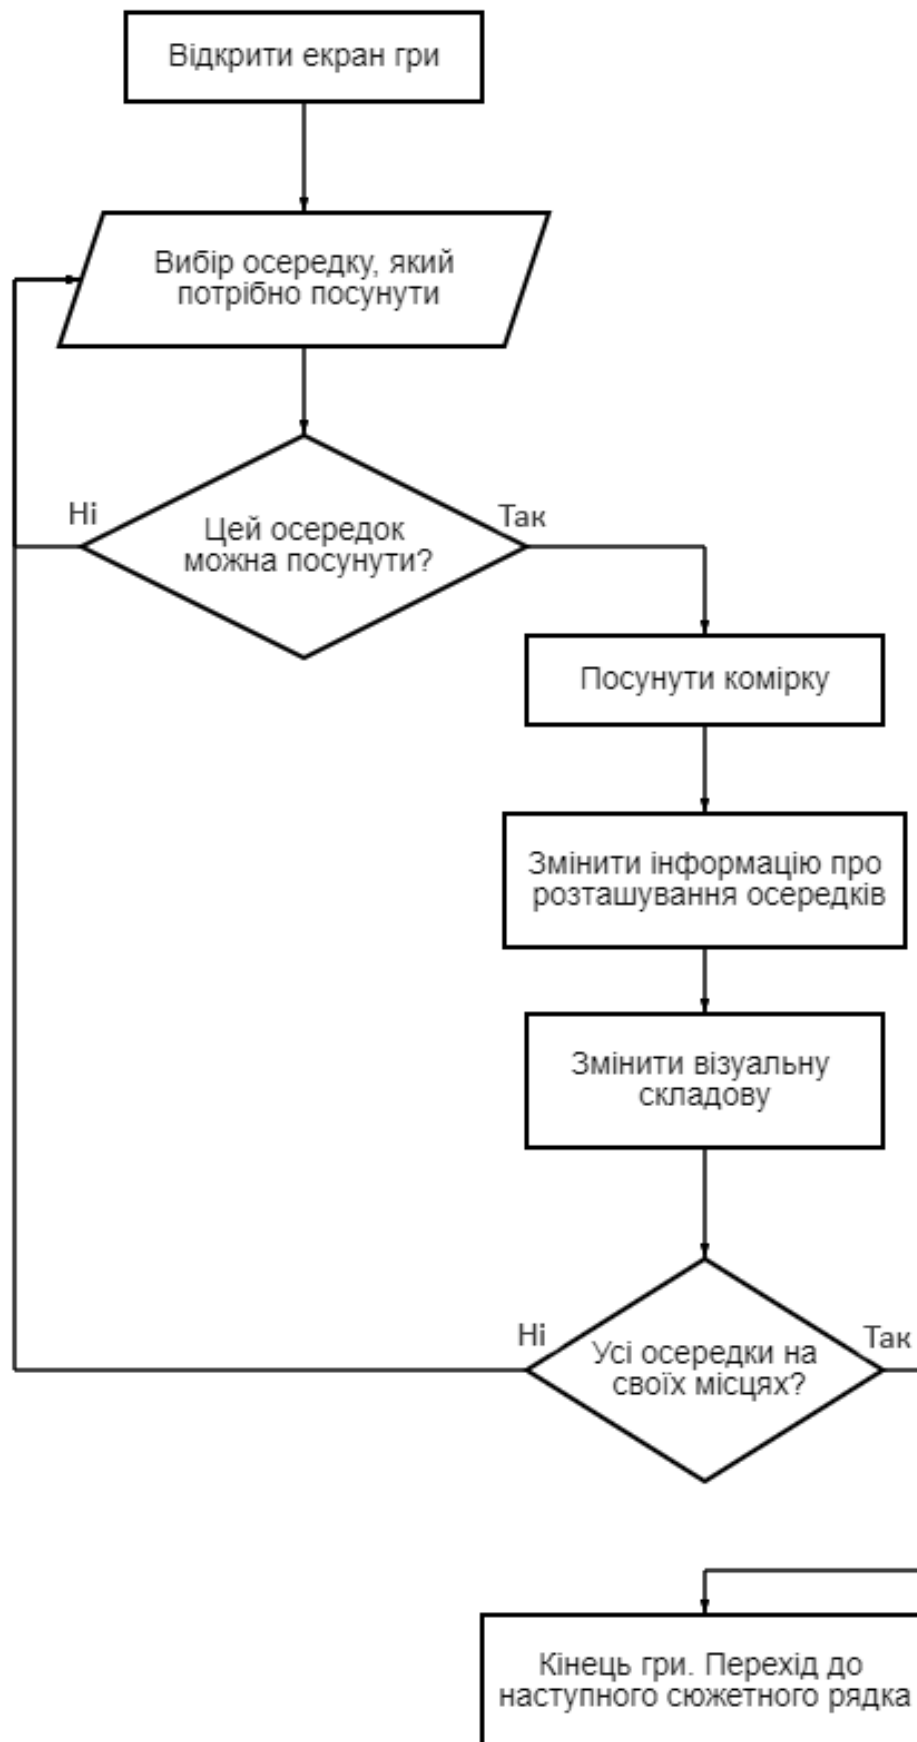 Відкрити екран гри
Вибір осередку, який
потрібно посунути
Ні
Так
Цей осередок
можна посунути?
Посунути комірку
Змінити інформацію про
розташування осередків
Змінити візуальну
складову
Ні
Так
Усі осередки на
своїх місцях?
Кінець гри. Перехід до
наступного сюжетного рядка